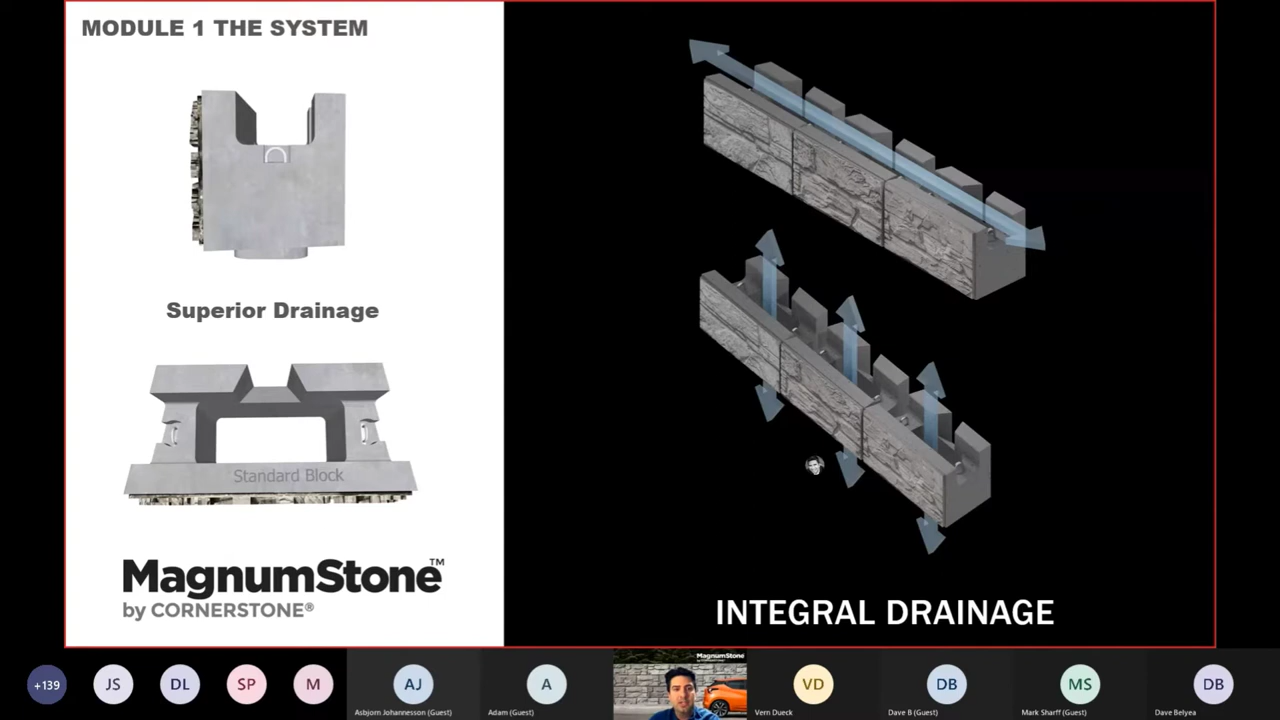 MODULE 1 THE SYSTEM
Superior Drainage
Standard Block
MagnumStone™
by CORNERSTONE®
INTEGRAL DRAINAGE
+139
JS
DL
SP
M
AJ
Asbjorn Johannesson (Guest)
A
Adam (Guest)
MagnumStone
VD
Vern Dueck
DB
Dave B (Guest)
MS
Mark Sharff (Guest)
DB
Dave Belyea